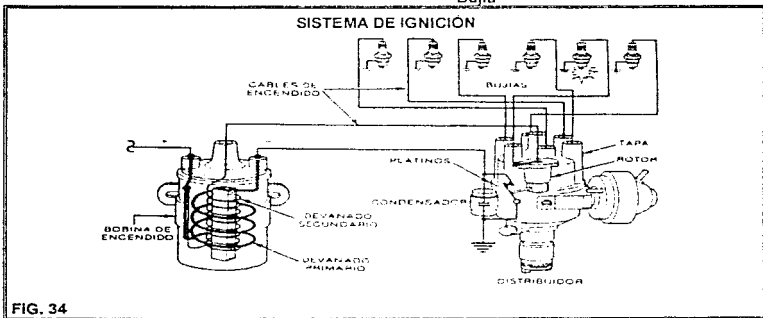 Bujía
SISTEMA DE IGNICIÓN
CABLES DE
ENCENDIDO
BUJIAS
TAPA
ROTOR
PLATINOS
CONDENSADOR
DEVANADO
SECUNDARIO
BOBINA DE
ENCENDIDO
DEVANADO
PRIMARIO
DISTRIBUIDOR
FIG. 34